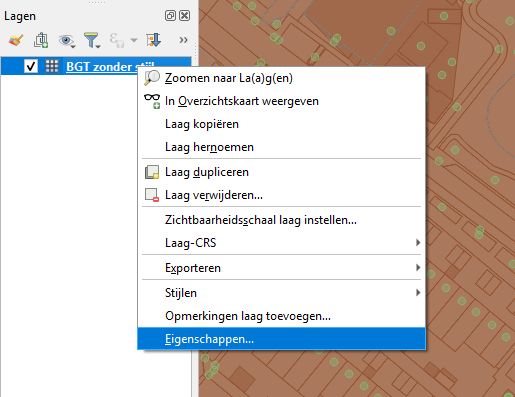 Lagen
BGT zonder stijl
Zoomen naar La(a)g(en)
In Overzichtskaart weergeven
Laag kopiëren
Laag hernoemen
Laag dupliceren
Laag verwijderen...
Zichtbaarheidsschaal laag instellen...
Laag-CRS
Exporteren
Stijlen
Opmerkingen laag toevoegen...
Eigenschappen...